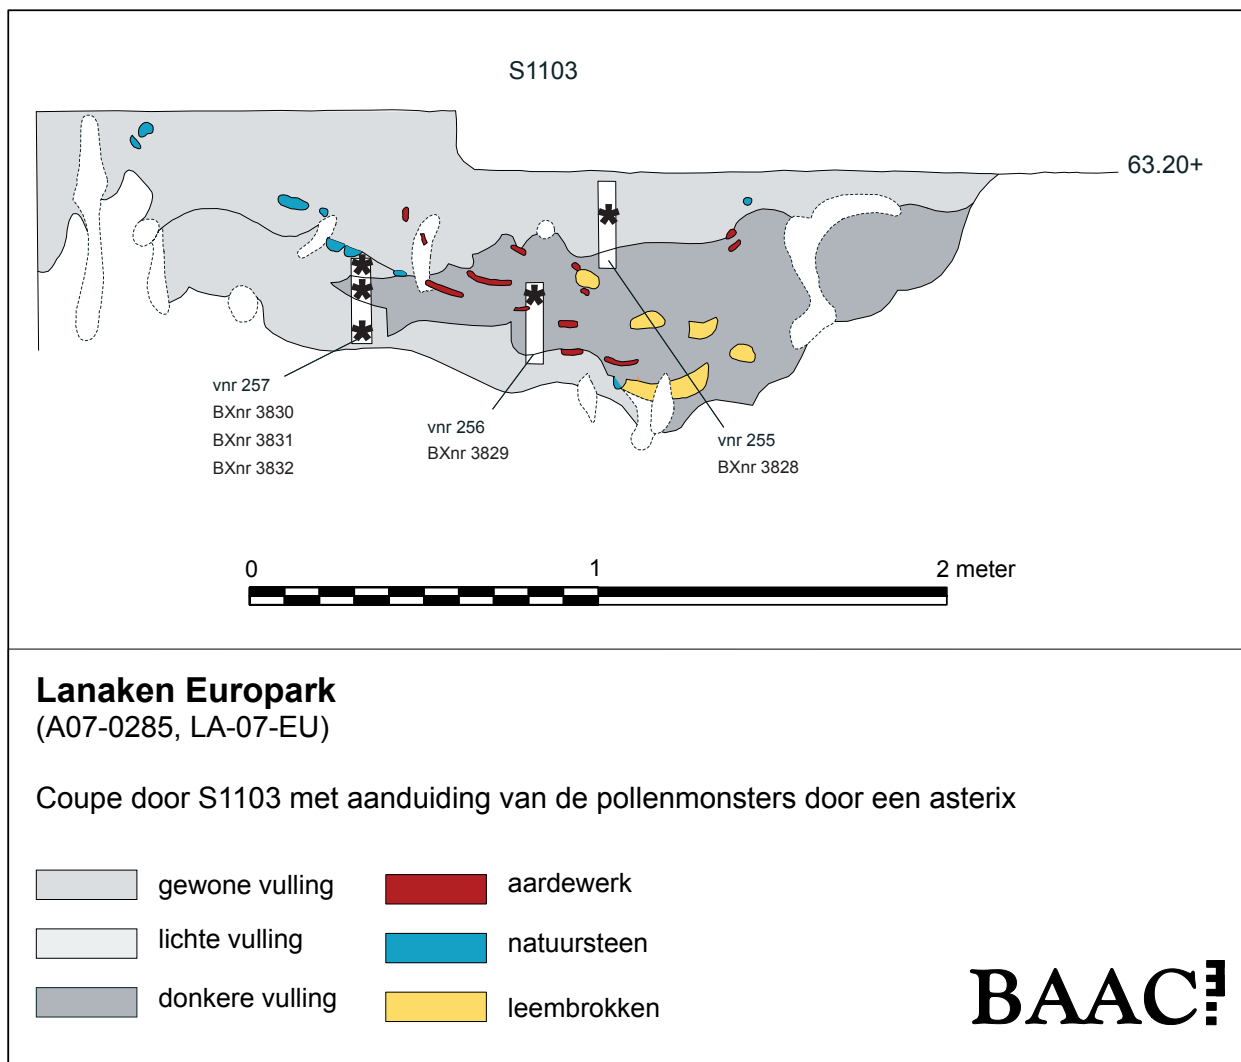 S1103
63.20+
vnr 257
BXnr 3830
BXnr 3831
BXnr 3832
vnr 256
BXnr 3829
vnr 255
BXnr 3828
0 1 2 meter
Lanaken Europark
(A07-0285, LA-07-EU)
Coupe door S1103 met aanduiding van de pollenmonsters door een asterix
gewone vulling
lichte vulling
donkere vulling
aardewerk
natuursteen
leembrokken
BAAC